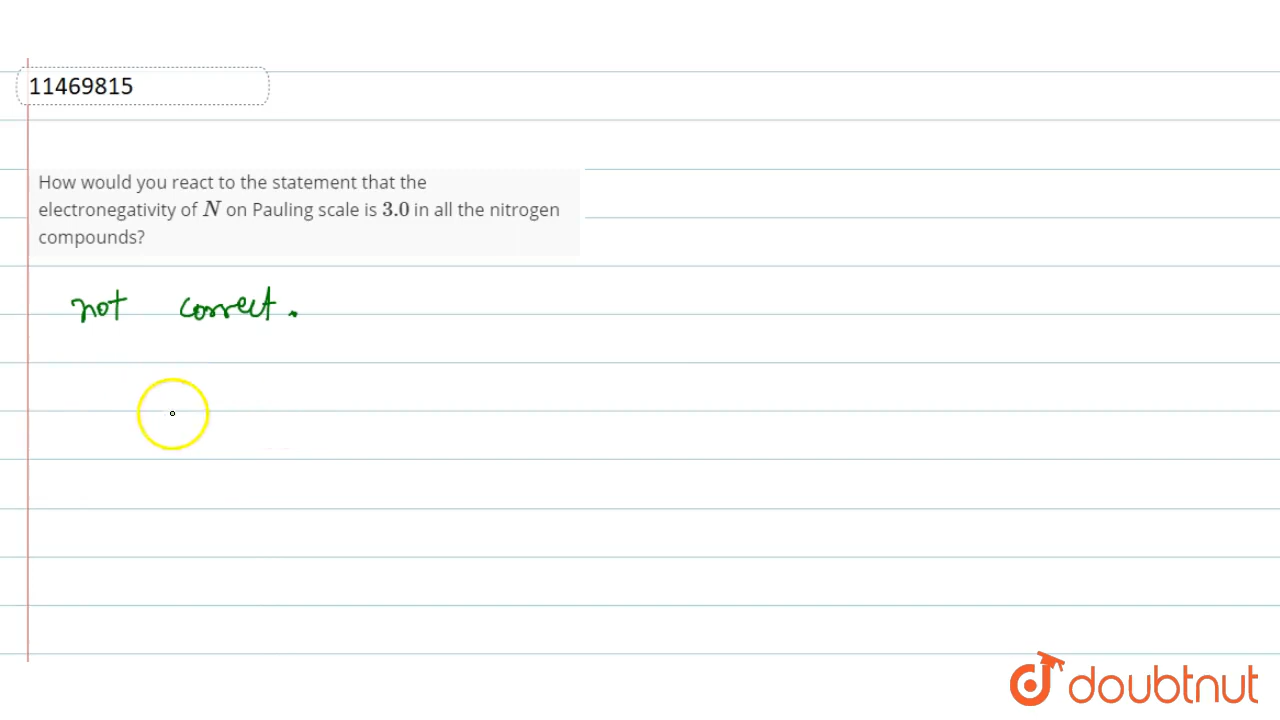 11469815
How would you react to the statement that the
electronegativity of N on Pauling scale is 3.0 in all the nitrogen
compounds?
not correct.
doubtnut